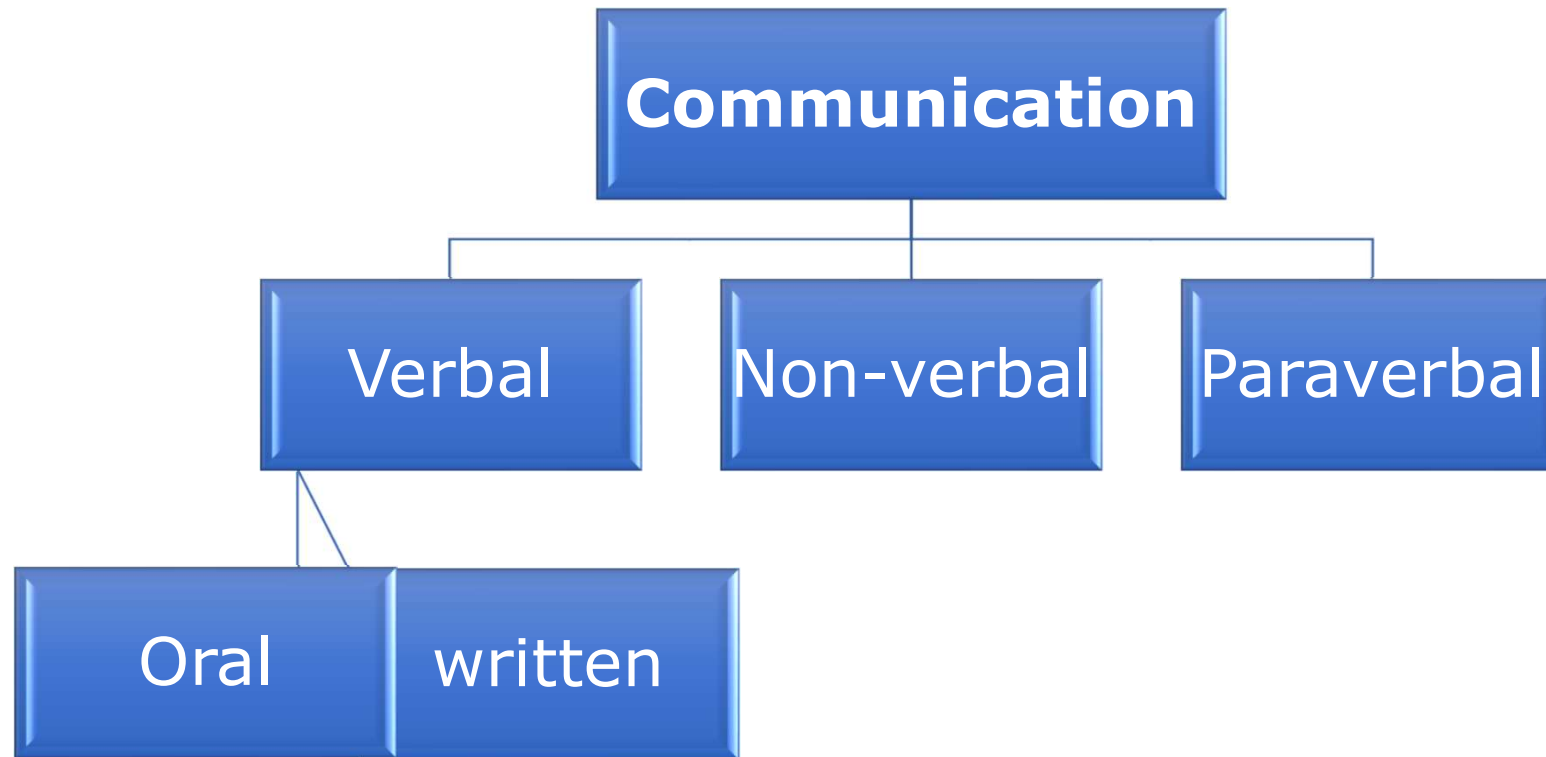 Communication
Verbal
Non-verbal
Paraverbal
Oral
written